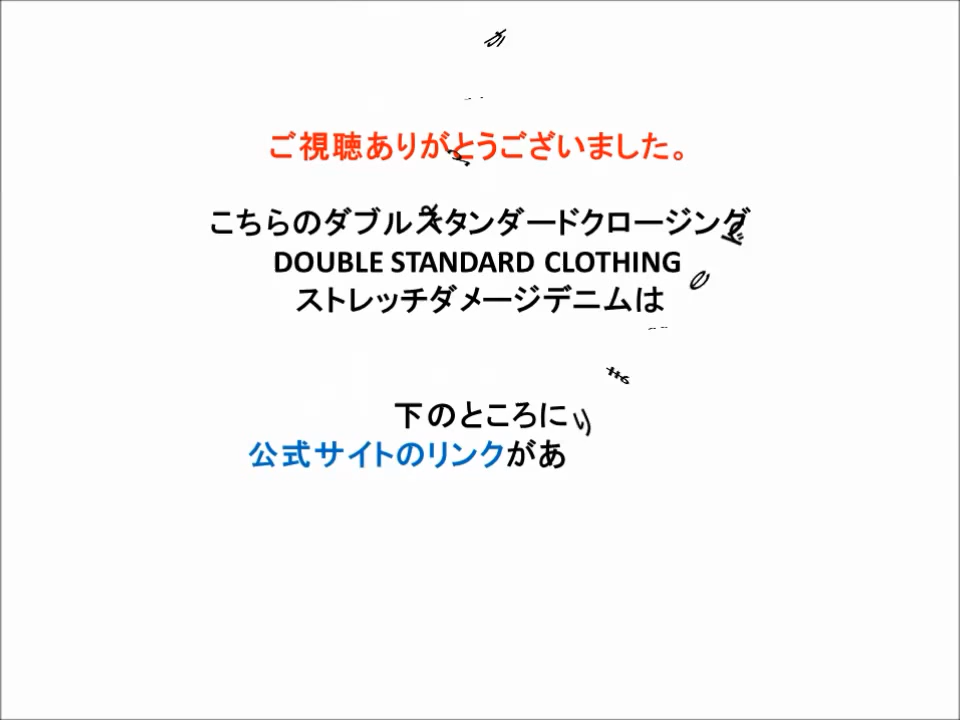 ご視聴ありがとうございました。
こちらのダブルスタンダードクロージング
DOUBLE STANDARD CLOTHING
ストレッチダメージデニムは
下のところに
公式サイトのリンクがあ